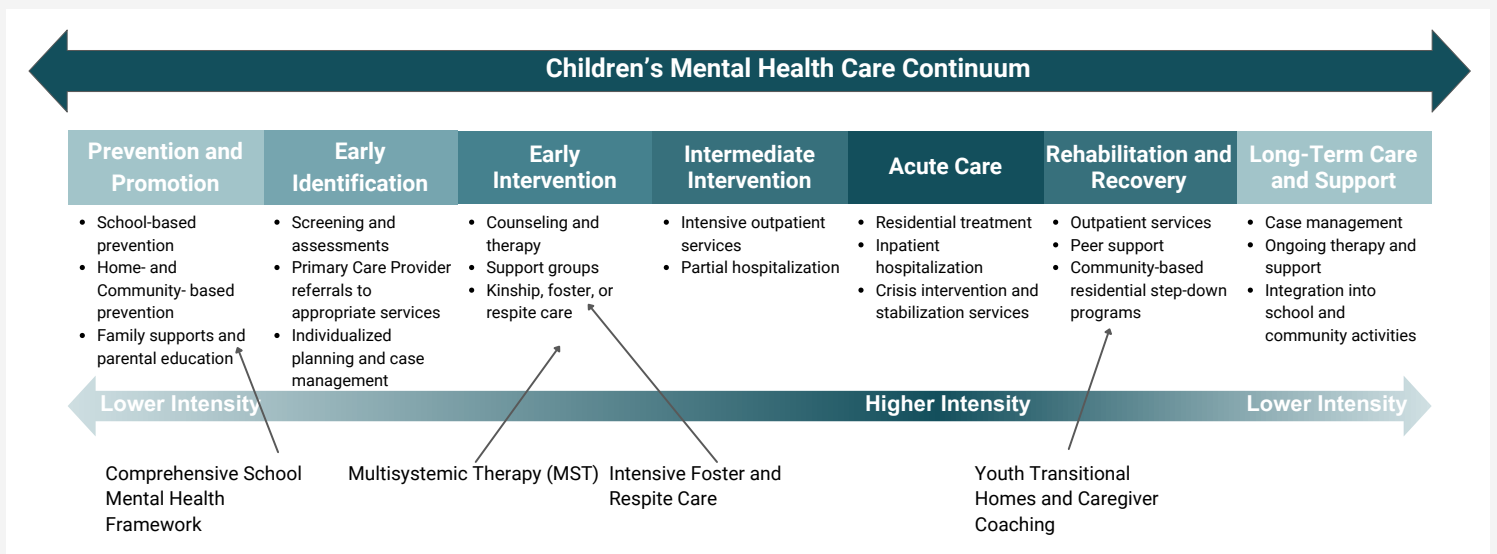 Children’s Mental Health Care Continuum
Prevention and
Promotion
Early
Identification
Early
Intervention
Intermediate
Intervention
Acute Care
Rehabilitation and
Recovery
Long-Term Care
and Support
• School-based
prevention
• Home- and
Community- based
prevention
• Family supports and
parental education
• Screening and
assessments
• Primary Care Provider
referrals to
appropriate services
• Individualized
planning and case
management
• Counseling and
therapy
• Support groups
• Kinship, foster, or
respite care
• Intensive outpatient
services
• Partial hospitalization
• Residential treatment
• Inpatient
hospitalization
• Crisis intervention and
stabilization services
• Outpatient services
• Peer support
• Community-based
residential step-down
programs
• Case management
• Ongoing therapy and
support
• Integration into
school and
community activities
Lower Intensity
Higher Intensity
Lower Intensity
Comprehensive School
Mental Health
Framework
Multisystemic Therapy (MST)
Intensive Foster and
Respite Care
Youth Transitional
Homes and Caregiver
Coaching